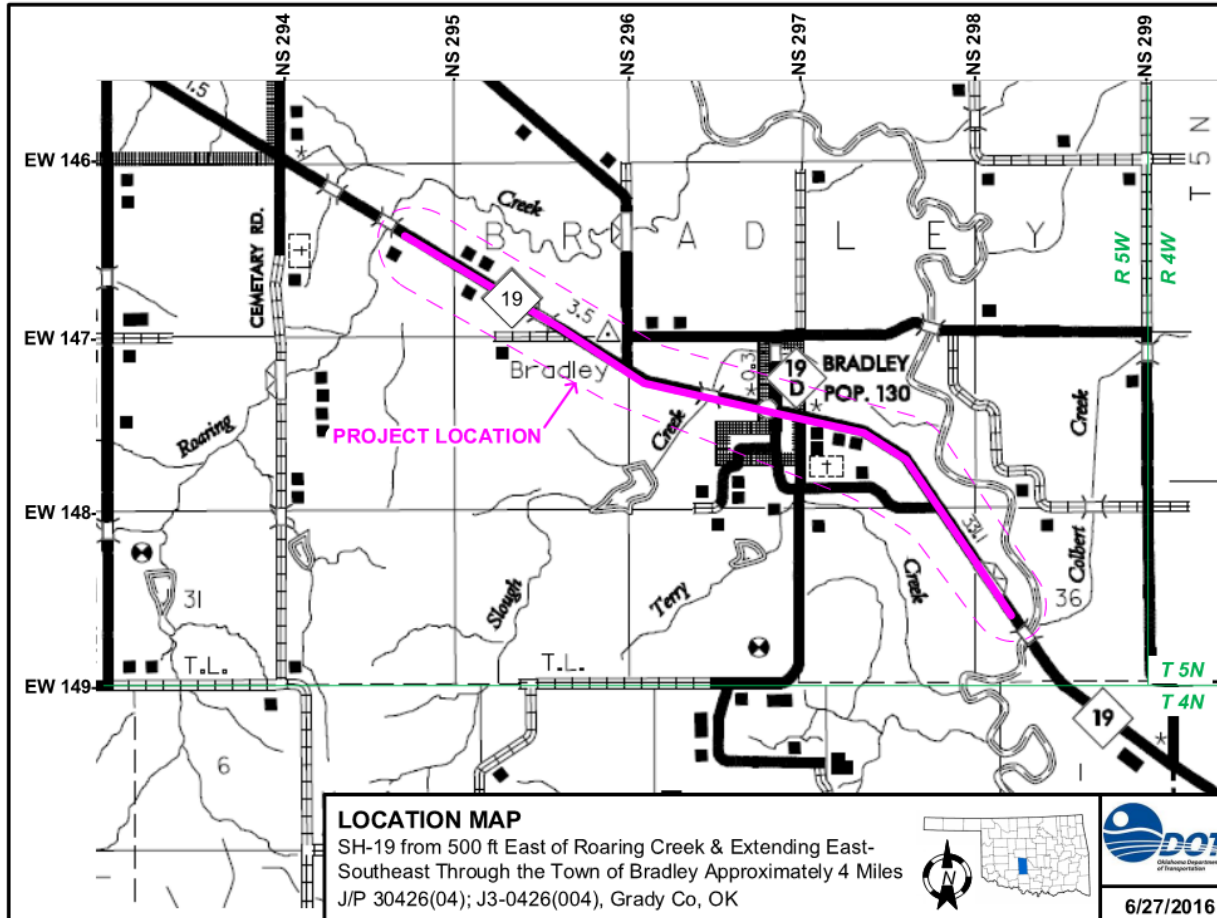 NS 294
NS 295
NS 296
NS 297
NS 298
NS 299
1.5
EW 146
T 5 N
Creek
B R A D L E Y
CEMETARY RD.
R 5W
R 4W
19
3.5
EW 147
Bradley
0.3
19
D
BRADLEY
POP. 130
Roaring
PROJECT LOCATION
Creek
Creek
EW 148
Colbert
Slough
Terry
Creek
31
36
T.L.
T.L.
EW 149
T 5N
T 4N
19
6
1
LOCATION MAP
SH-19 from 500 ft East of Roaring Creek & Extending East-
Southeast Through the Town of Bradley Approximately 4 Miles
J/P 30426(04); J3-0426(004), Grady Co, OK
N
Oklahoma Department
of Transportation
6/27/2016